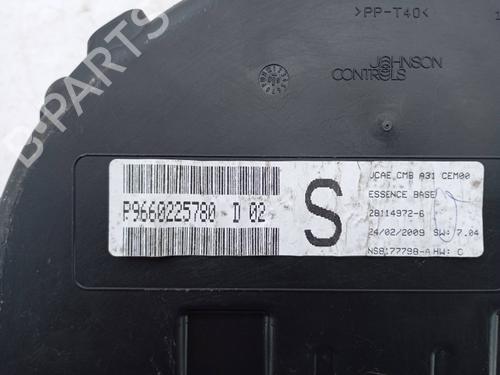 >PP-T40<
JOHNSON
CONTROLS
B-PARTS
P9660225780 D 02
S
JCAE CMB A31 CEM00
ESSENCE BASE
28114972-6
24/02/2009 SW: 7.04
NS8177798-A HW: C